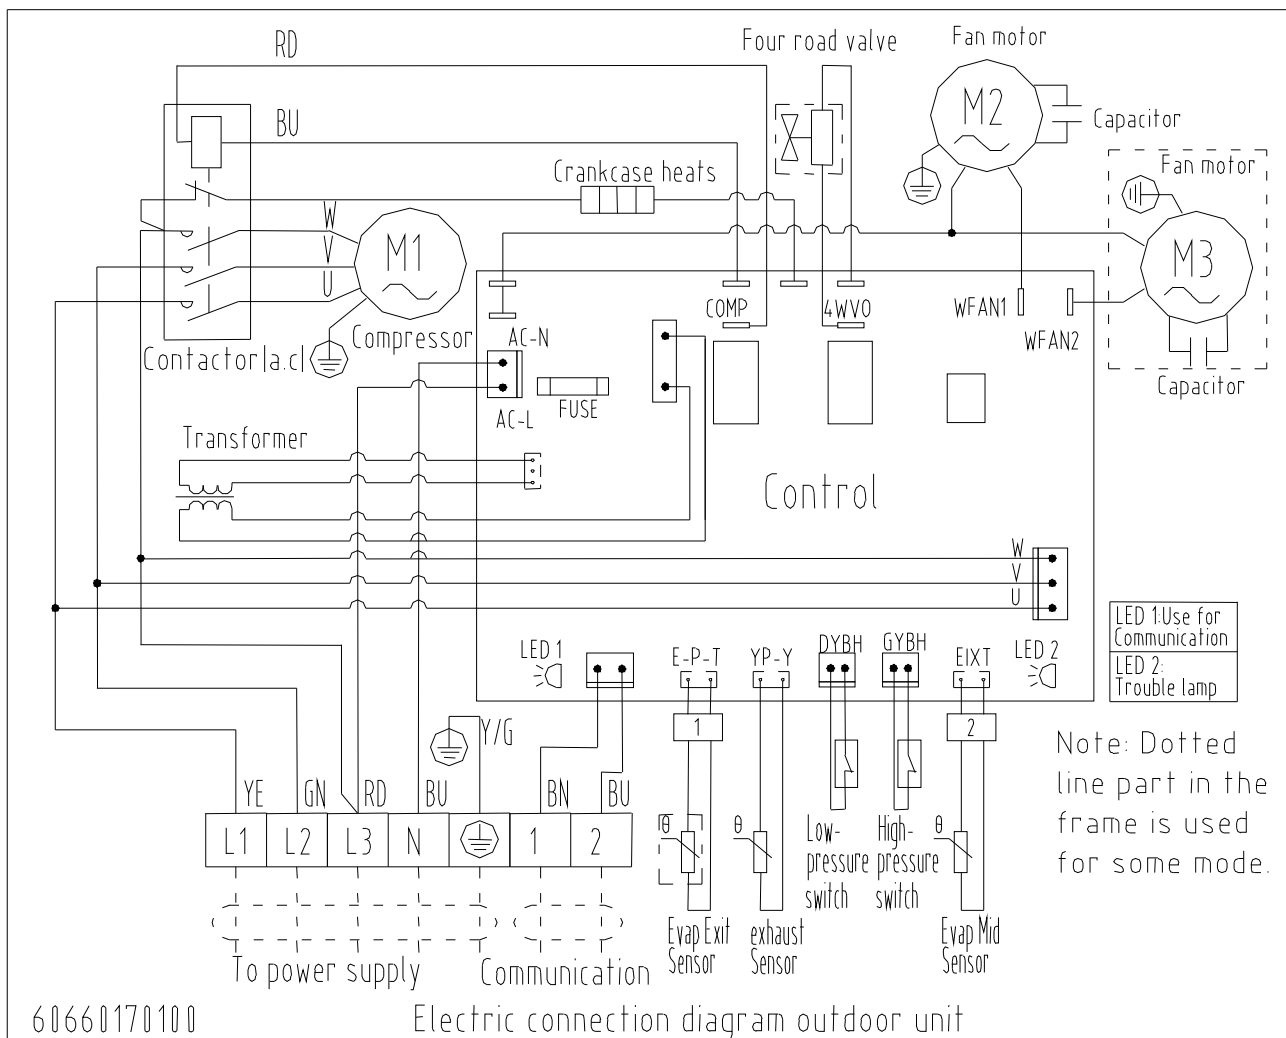 RD
Four road valve
Fan motor
M2
BU
Capacitor
Crankcase heats
Fan motor
W
V
U
M1
M3
COMP
4WVO
WFAN1
WFAN2
Contactor|a.c|
Compressor
AC-N
FUSE
AC-L
Capacitor
Transformer
Control
W
V
U
LED 1:Use for
Communication
LED 2:
Trouble lamp
LED 1
E-P-T
YP-Y
DYBH
GYBH
EIXT
LED 2
1
2
Y/G
Note: Dotted
line part in the
frame is used
for some mode.
YE
GN
RD
BU
BN
BU
L1
L2
L3
N
1
2
θ
θ
θ
Low-
pressure
switch
High-
pressure
switch
Evap Exit
Sensor
exhaust
Sensor
Evap Mid
Sensor
To power supply
Communication
60660170100
Electric connection diagram outdoor unit